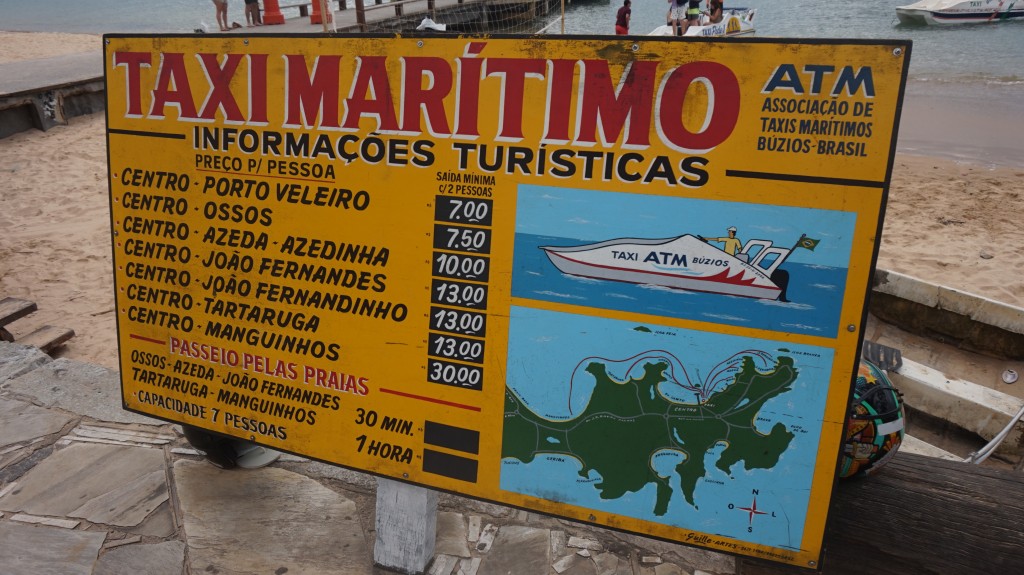 TAXI MARÍTIMO
INFORMAÇÕES TURÍSTICAS
ATM
ASSOCIAÇÃO DE
TAXIS MARÍTIMOS
BÚZIOS-BRASIL
PREÇO P/ PESSOA
SAÍDA MÍNIMA
c/2 PESSOAS
CENTRO - PORTO VELEIRO 7.00
CENTRO - OSSOS 7.50
CENTRO - AZEDA - AZEDINHA 10.00
CENTRO - JOÃO FERNANDES 13.00
CENTRO - JOÃO FERNANDINHO 13.00
CENTRO - TARTARUGA 13.00
CENTRO - MANGUINHOS 30.00
PASSEIO PELAS PRAIAS
OSSOS-AZEDA-JOÃO FERNANDES 30 MIN.
TARTARUGA-MANGUINHOS 1 HORA
-CAPACIDADE 7 PESSOAS
TAXI ATM BÚZIOS
CENTRO
N
O L
S
Guille-ARTES